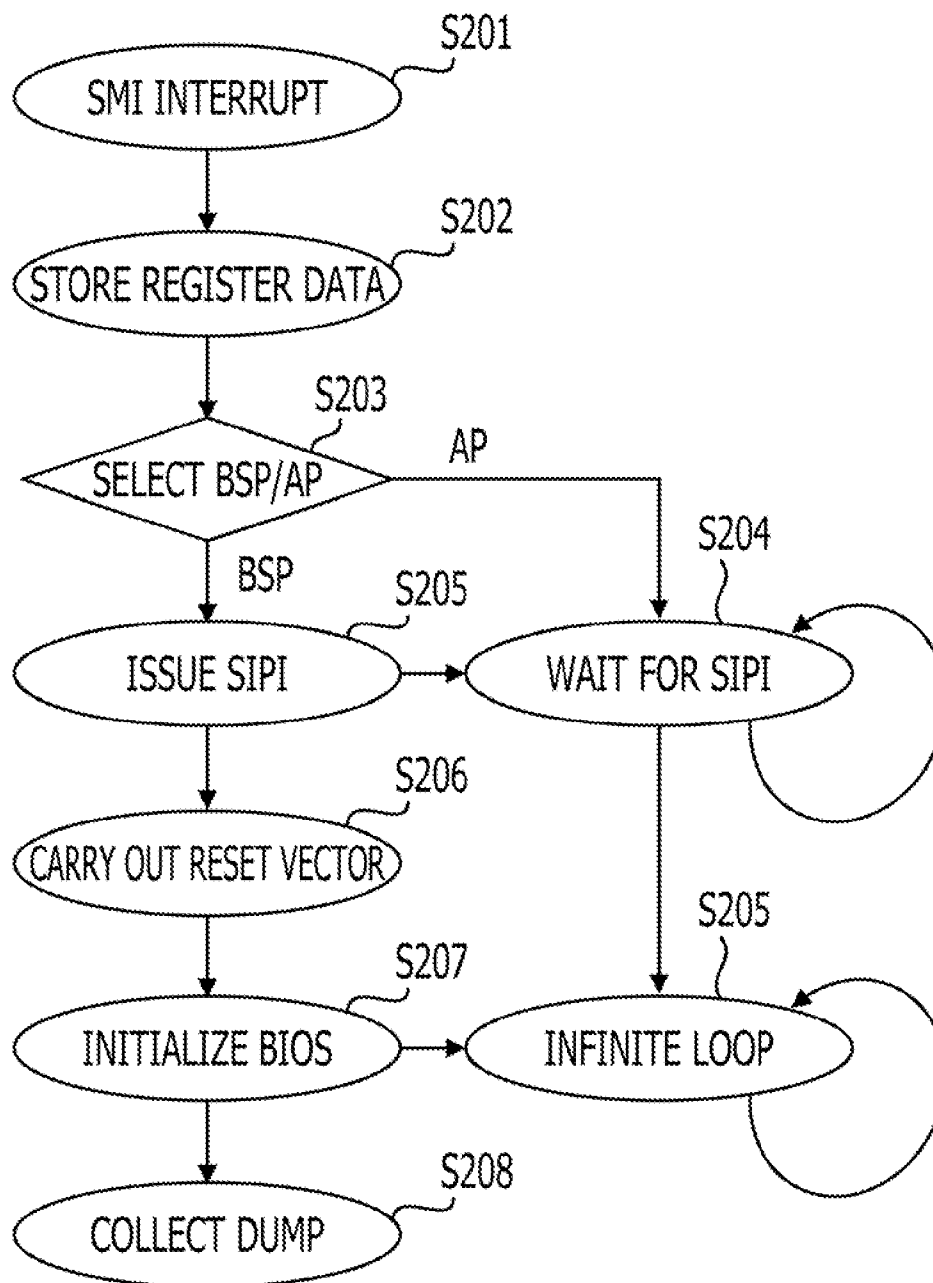 S201
SMI INTERRUPT
S202
STORE REGISTER DATA
S203
SELECT BSP/AP
AP
BSP
S204
S205
ISSUE SIPI
WAIT FOR SIPI
S206
CARRY OUT RESET VECTOR
S205
S207
INITIALIZE BIOS
INFINITE LOOP
S208
COLLECT DUMP